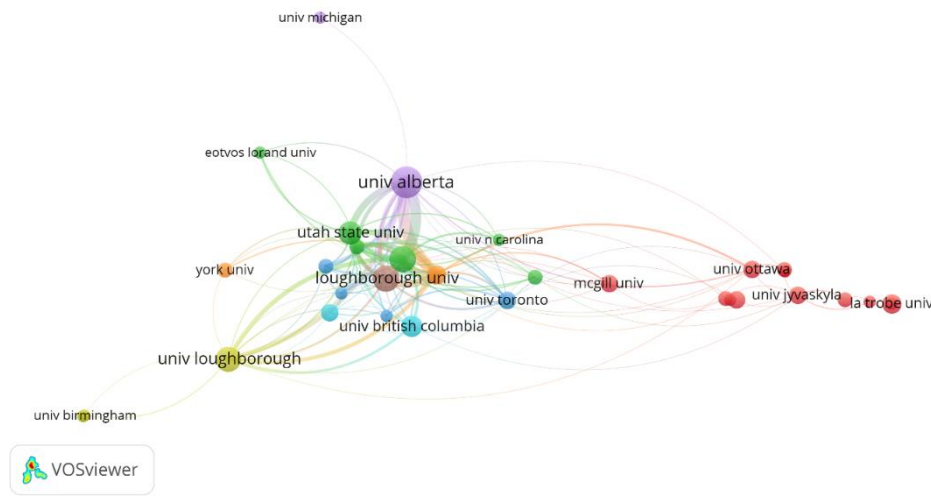 univ michigan
eotvos lorand univ
univ alberta
utah state univ
univ n carolina
york univ
loughborough univ
univ ottawa
mcgill univ
univ jyvaskyla
la trobe univ
univ toronto
univ british columbia
univ loughborough
univ birmingham
VOSviewer